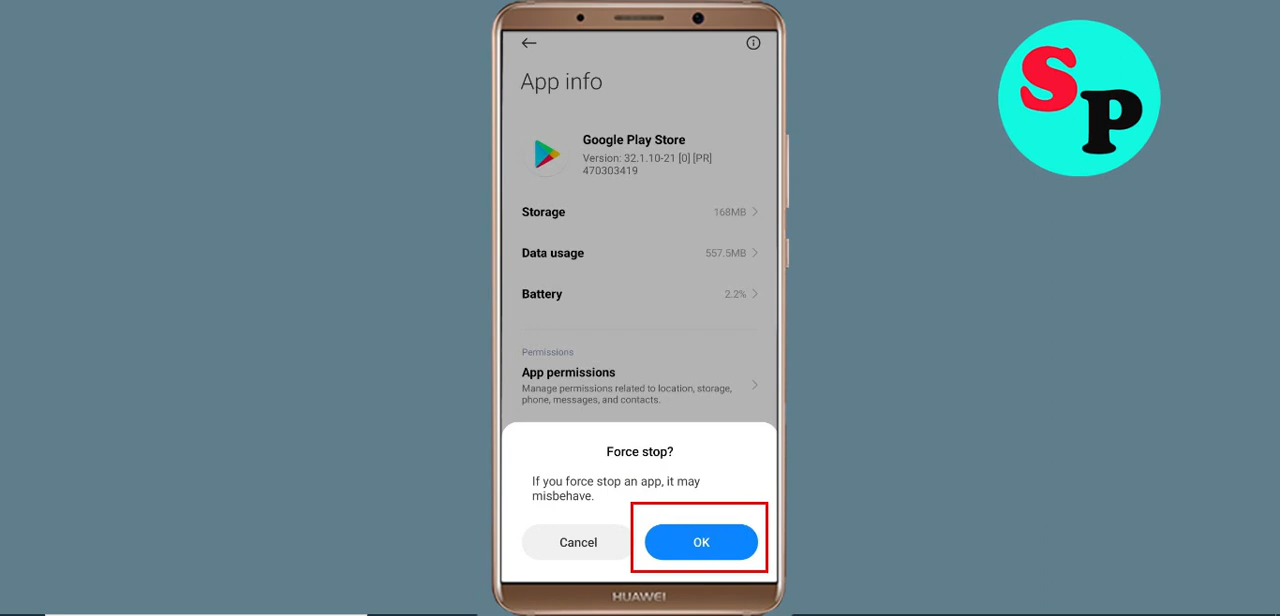 App info
Google Play Store
Version: 32.1.10-21 [0] [PR]
470303419
Storage 168MB
Data usage 557.5MB
Battery 2.2%
Permissions
App permissions
Manage permissions related to location, storage,
phone, messages, and contacts.
Force stop?
If you force stop an app, it may
misbehave.
Cancel OK
HUAWEI
SP